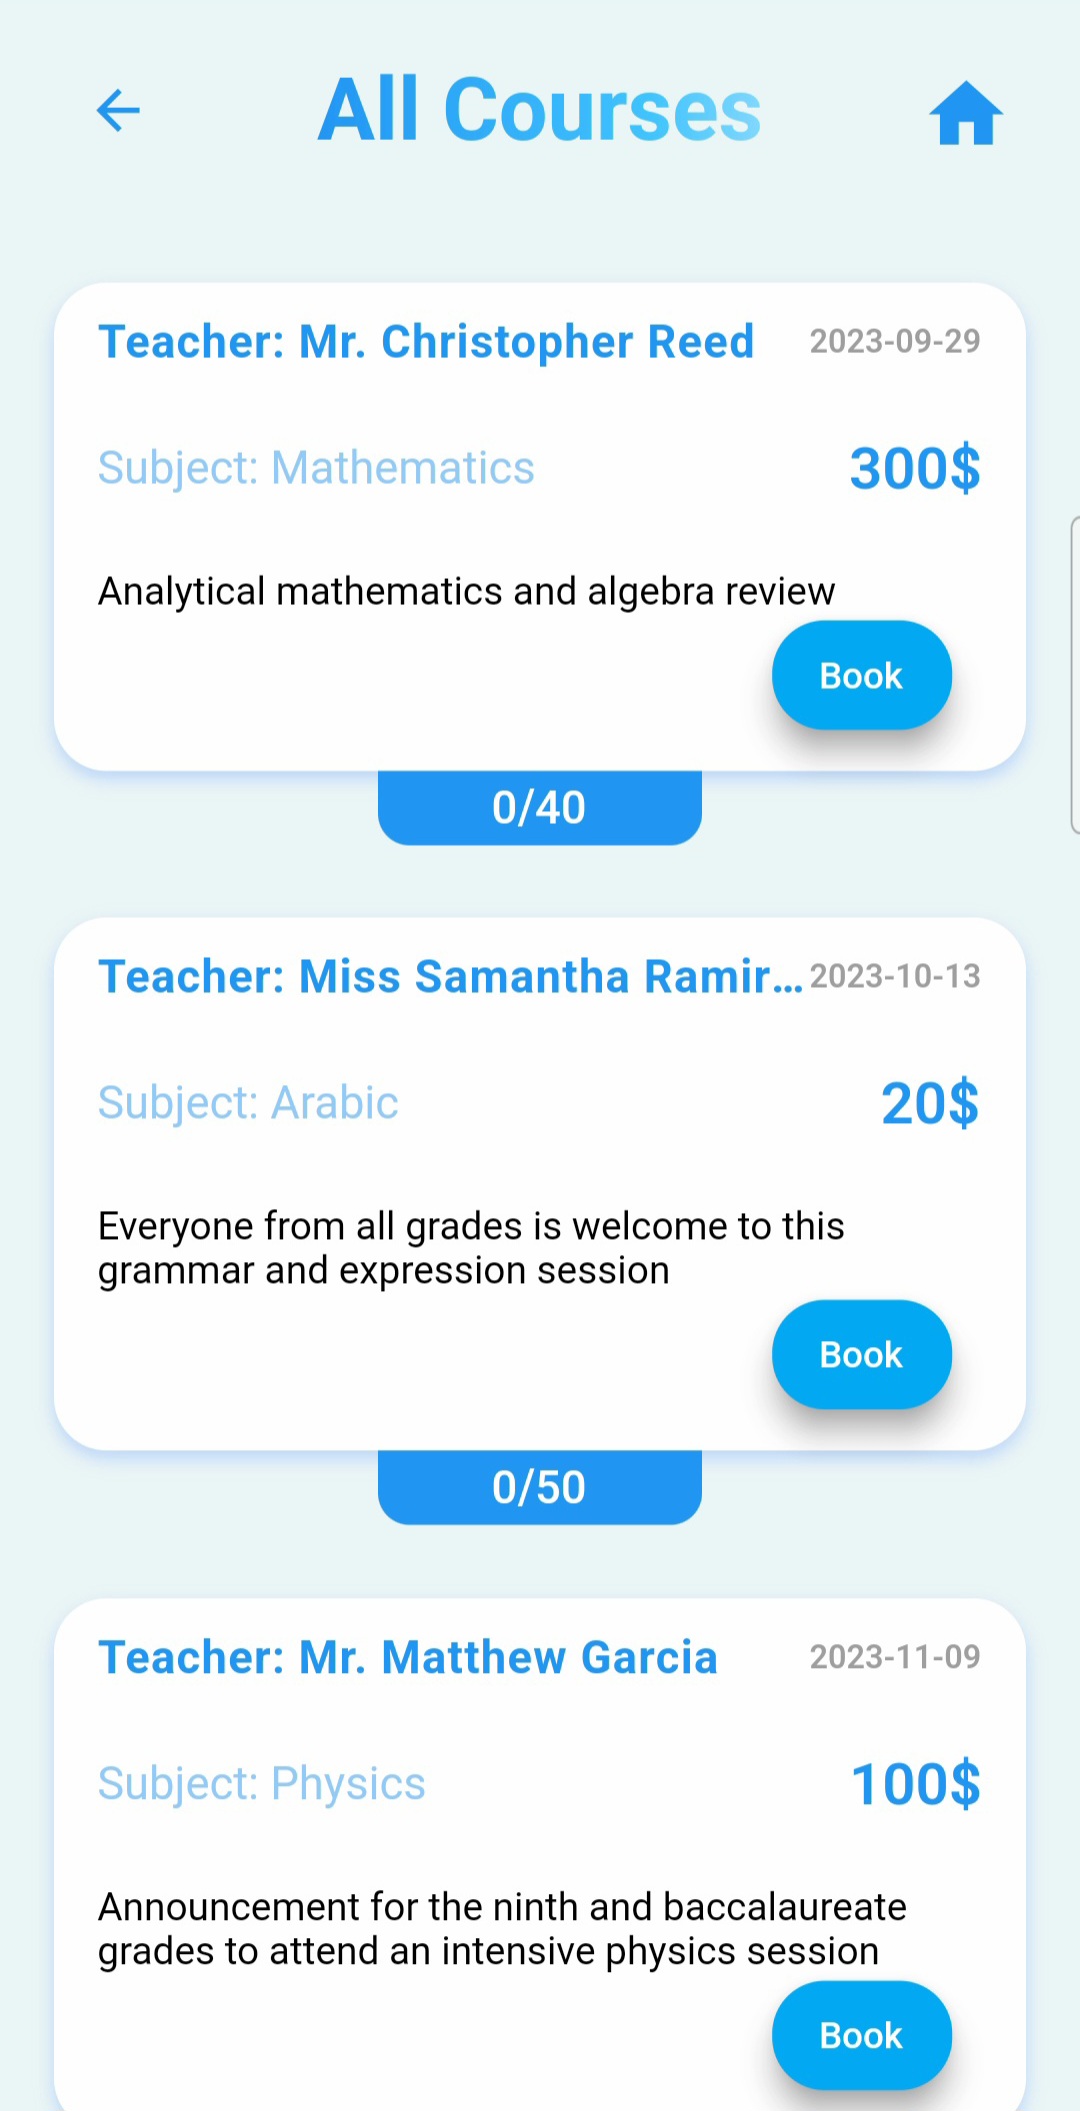 All Courses
Teacher: Mr. Christopher Reed 2023-09-29
Subject: Mathematics 300$
Analytical mathematics and algebra review
Book
0/40
Teacher: Miss Samantha Ramir... 2023-10-13
Subject: Arabic 20$
Everyone from all grades is welcome to this
grammar and expression session
Book
0/50
Teacher: Mr. Matthew Garcia 2023-11-09
Subject: Physics 100$
Announcement for the ninth and baccalaureate
grades to attend an intensive physics session
Book